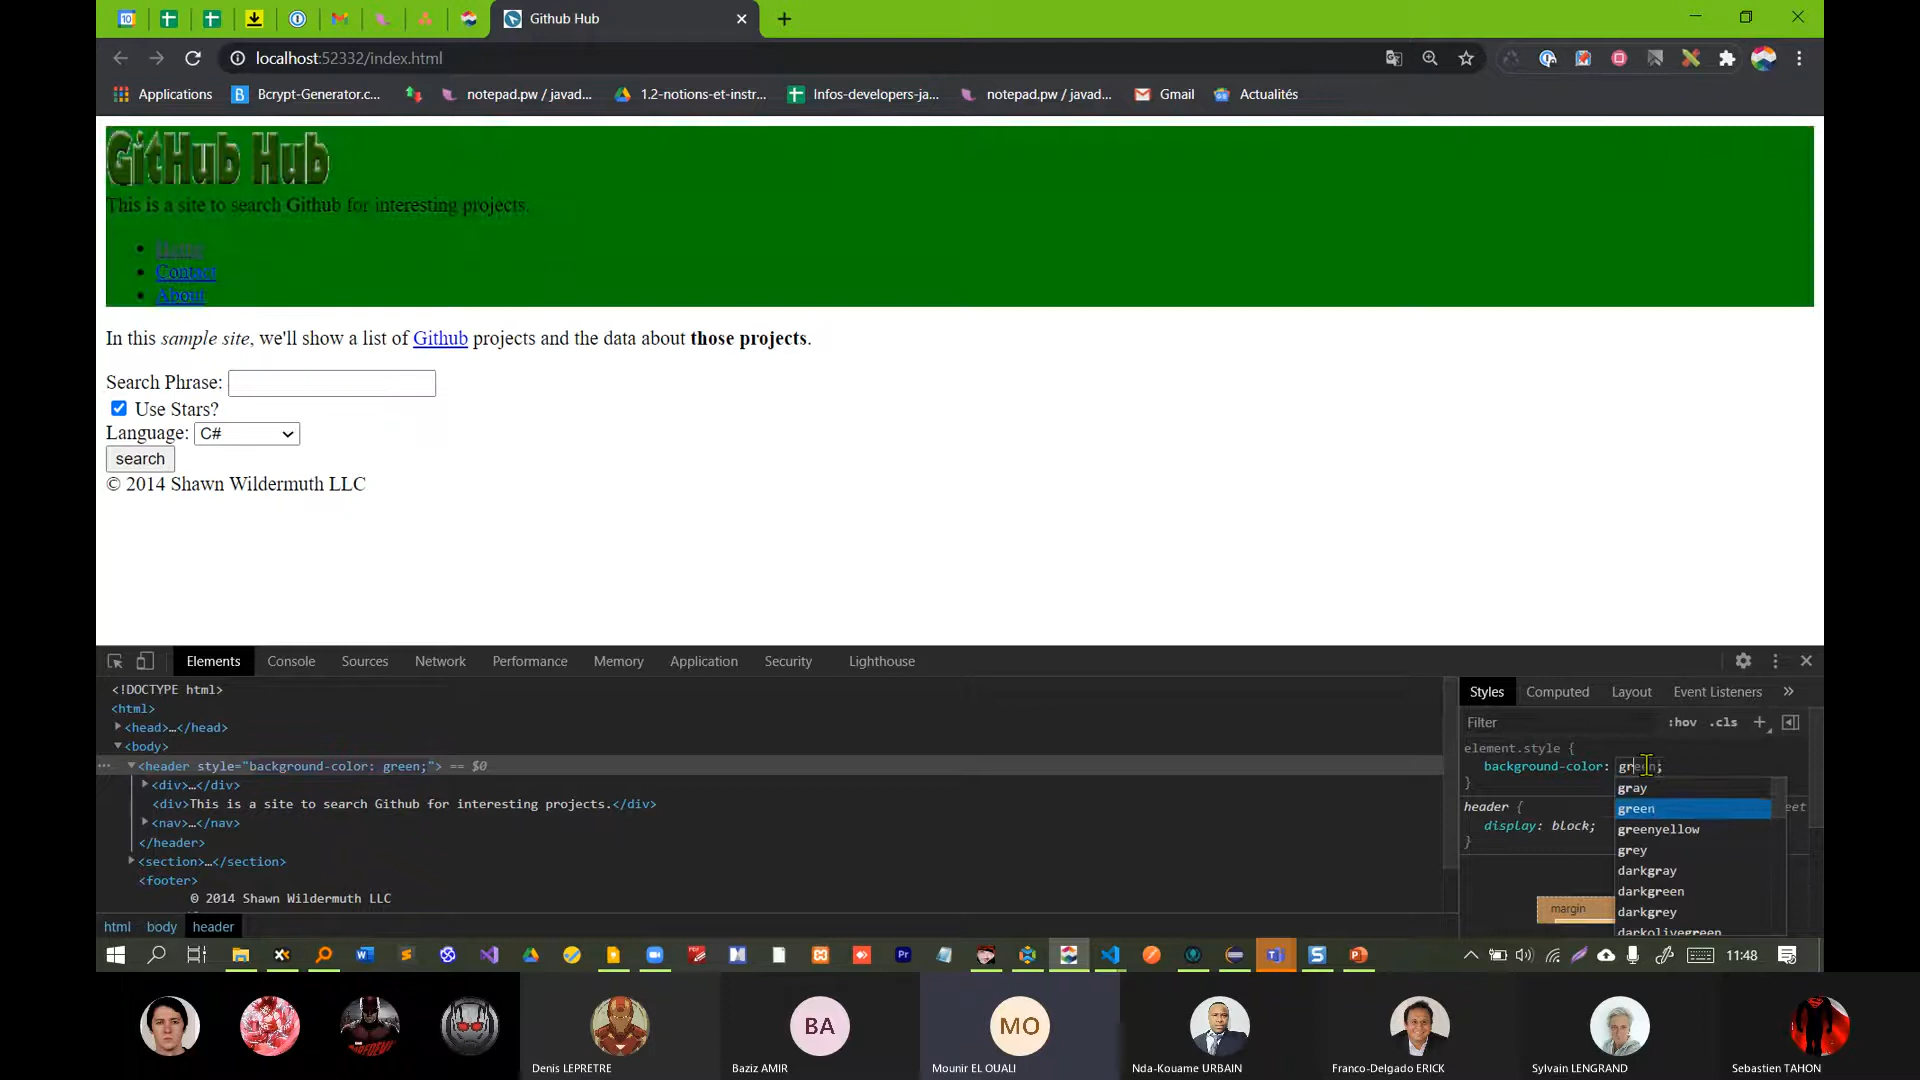 Github Hub
localhost:52332/index.html
Applications
Bcrypt-Generator.c...
notepad.pw / javad...
1.2-notions-et-instr...
Infos-developers-ja...
notepad.pw / javad...
Gmail
Actualités
GitHub Hub
This is a site to search Github for interesting projects.
Home
Contact
About
In this sample site, we'll show a list of Github projects and the data about those projects.
Search Phrase:
Use Stars?
Language: C#
search
© 2014 Shawn Wildermuth LLC
Elements Console Sources Network Performance Memory Application Security Lighthouse
<!DOCTYPE html>
<html>
<head>…</head>
<body>
<header style="background-color: green;"> == $0
<div>…</div>
<div>This is a site to search Github for interesting projects.</div>
<nav>…</nav>
</header>
<section>…</section>
<footer>
© 2014 Shawn Wildermuth LLC
html body header
Styles Computed Layout Event Listeners »
Filter :hov .cls +
element.style {
background-color: green;
}
header {
display: block;
}
gray
green
greenyellow
grey
darkgray
darkgreen
darkgrey
darkolivegreen
margin
11:48
DAREDEVIL
BA
MO
Denis LEPRETRE
Baziz AMIR
Mounir EL OUALI
Nda-Kouame URBAIN
Franco-Delgado ERICK
Sylvain LENGRAND
Sebastien TAHON